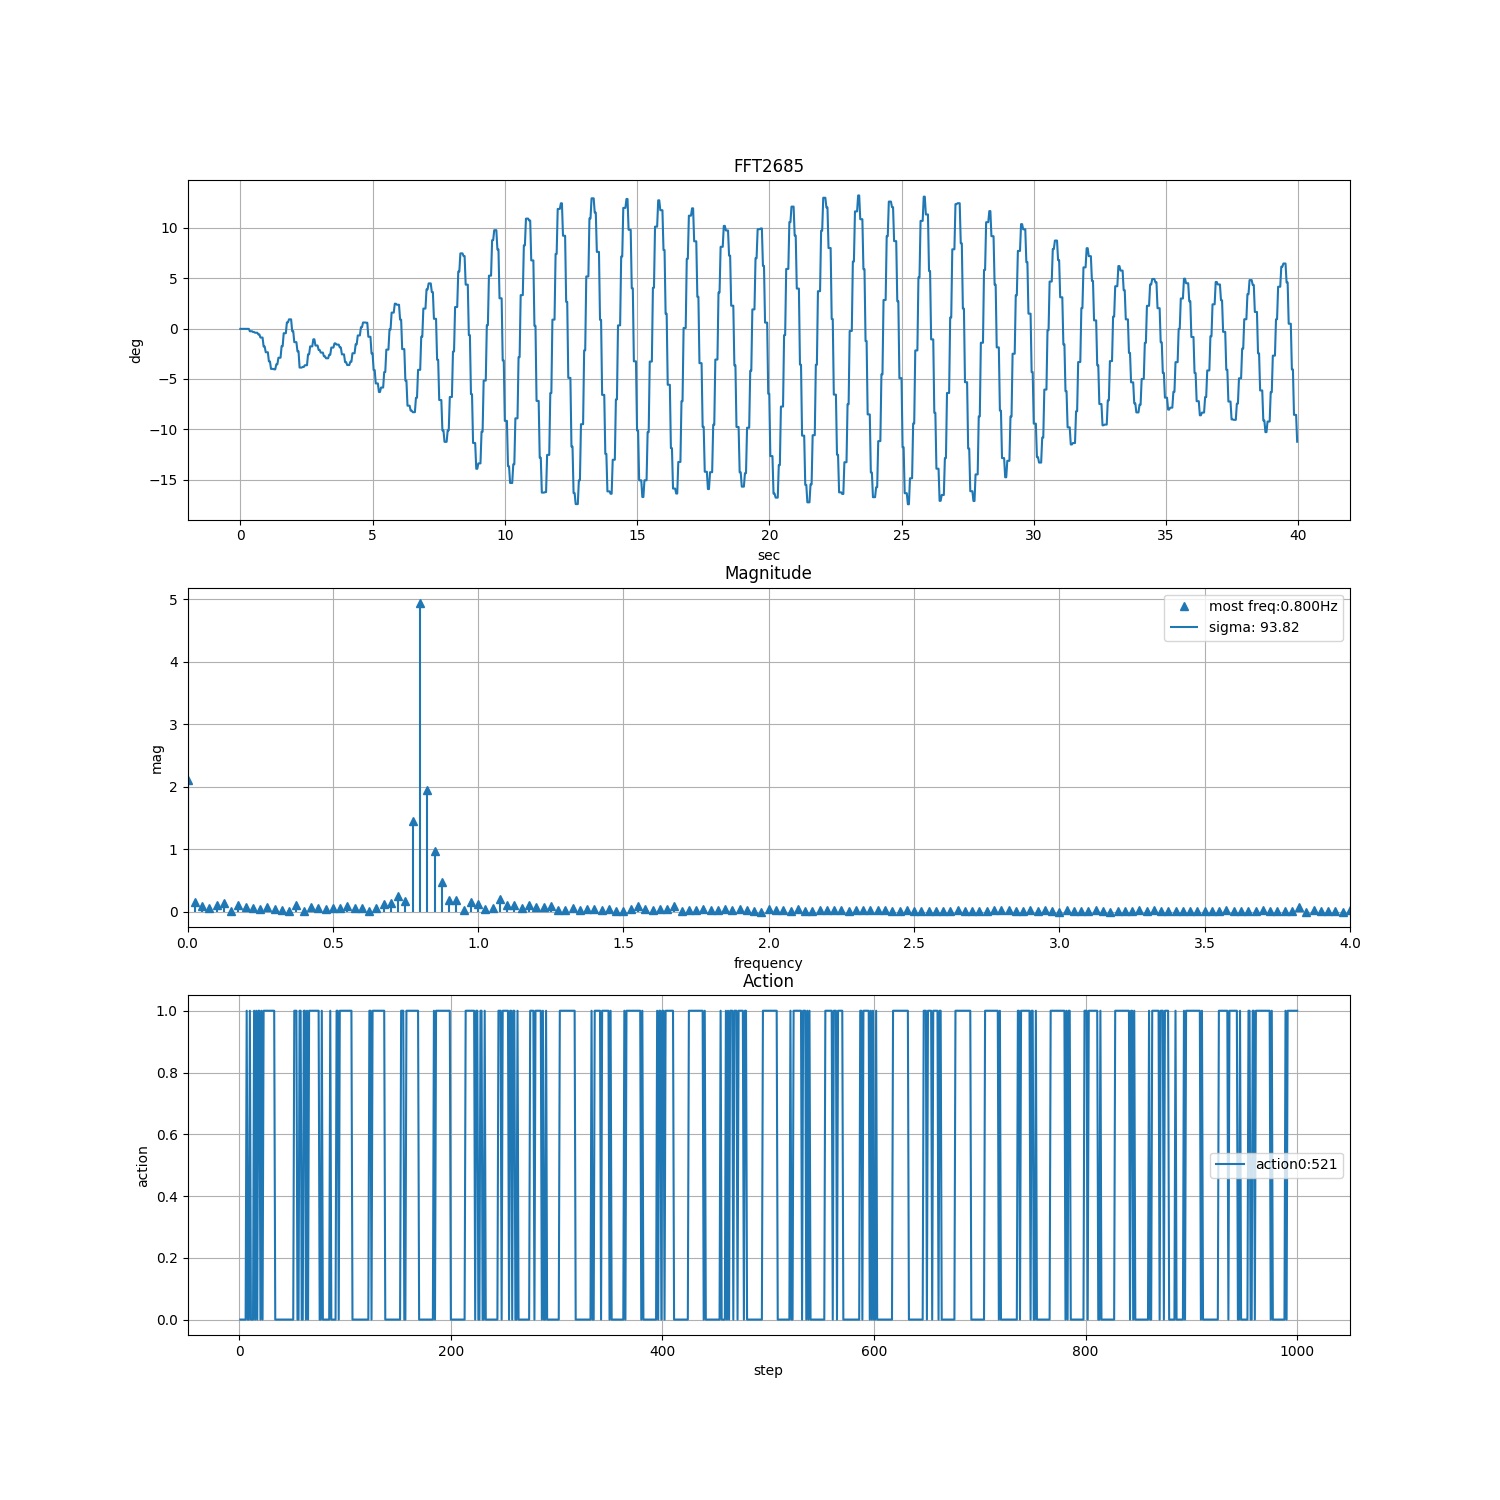 FFT2685
10
5
0
−5
−10
−15
deg
0 5 10 15 20 25 30 35 40
sec
Magnitude
5
4
3
2
1
0
mag
most freq:0.800Hz
sigma: 93.82
0.0 0.5 1.0 1.5 2.0 2.5 3.0 3.5 4.0
frequency
Action
1.0
0.8
0.6
0.4
0.2
0.0
action
action0:521
0 200 400 600 800 1000
step